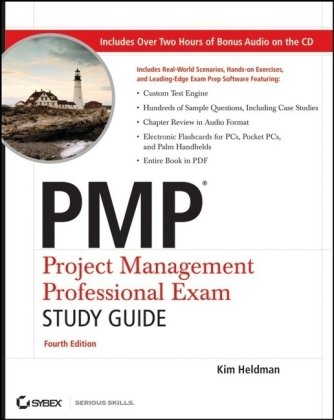 Includes Over Two Hours of Bonus Audio on the CD
Includes Real-World Scenarios, Hands-on Exercises,
and Leading-Edge Exam Prep Software Featuring:
• Custom Test Engine
• Hundreds of Sample Questions, Including Case Studies
• Chapter Review in Audio Format
• Electronic Flashcards for PCs, Pocket PCs,
and Palm Handhelds
• Entire Book in PDF
PMP®
Project Management
Professional Exam
STUDY GUIDE
Fourth Edition
Kim Heldman
SYBEX
SERIOUS SKILLS.